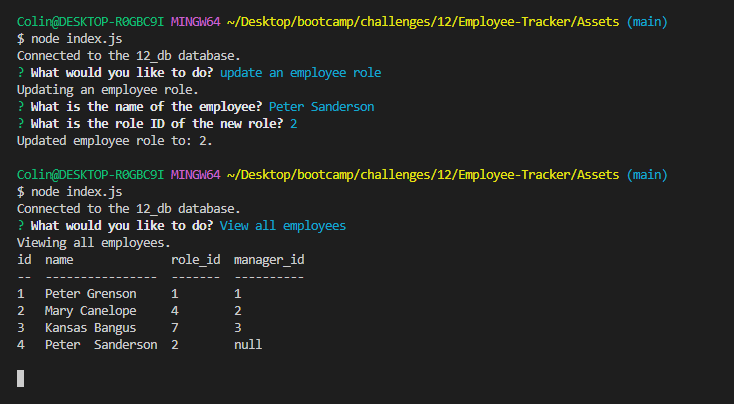 Colin@DESKTOP-R0GBC9I MINGW64 ~/Desktop/bootcamp/challenges/12/Employee-Tracker/Assets (main)
$ node index.js
Connected to the 12_db database.
? What would you like to do? update an employee role
Updating an employee role.
? What is the name of the employee? Peter Sanderson
? What is the role ID of the new role? 2
Updated employee role to: 2.
Colin@DESKTOP-R0GBC9I MINGW64 ~/Desktop/bootcamp/challenges/12/Employee-Tracker/Assets (main)
$ node index.js
Connected to the 12_db database.
? What would you like to do? View all employees
Viewing all employees.
id  name              role_id  manager_id
--  ----------------  -------  ----------
1   Peter Grenson     1        1
2   Mary Canelope     4        2
3   Kansas Bangus     7        3
4   Peter  Sanderson  2        null